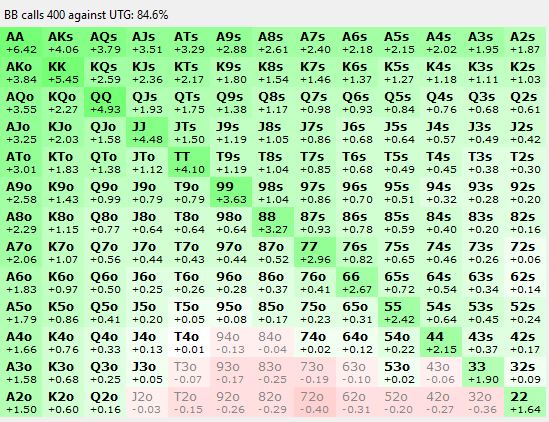 BB calls 400 against UTG: 84.6%
AA AKs AQs AJs ATs A9s A8s A7s A6s A5s A4s A3s A2s
+6.42 +4.06 +3.79 +3.51 +3.29 +2.88 +2.61 +2.40 +2.18 +2.15 +2.02 +1.95 +1.87
AKo KK KQs KJs KTs K9s K8s K7s K6s K5s K4s K3s K2s
+3.84 +5.45 +2.59 +2.36 +2.17 +1.80 +1.54 +1.46 +1.37 +1.27 +1.18 +1.11 +1.03
AQo KQo QQ QJs QTs Q9s Q8s Q7s Q6s Q5s Q4s Q3s Q2s
+3.55 +2.27 +4.93 +1.93 +1.75 +1.38 +1.17 +0.98 +0.93 +0.84 +0.76 +0.68 +0.61
AJo KJo QJo JJ JTs J9s J8s J7s J6s J5s J4s J3s J2s
+3.25 +2.03 +1.58 +4.48 +1.50 +1.19 +1.05 +0.86 +0.68 +0.64 +0.57 +0.49 +0.42
ATo KTo QTo JTo TT T9s T8s T7s T6s T5s T4s T3s T2s
+3.01 +1.83 +1.38 +1.12 +4.10 +1.19 +1.04 +0.85 +0.68 +0.49 +0.45 +0.38 +0.30
A9o K9o Q9o J9o T9o 99 98s 97s 96s 95s 94s 93s 92s
+2.58 +1.43 +0.99 +0.79 +0.79 +3.63 +1.04 +0.86 +0.70 +0.51 +0.32 +0.28 +0.20
A8o K8o Q8o J8o T8o 98o 88 87s 86s 85s 84s 83s 82s
+2.29 +1.15 +0.77 +0.64 +0.64 +0.64 +3.27 +0.93 +0.78 +0.59 +0.40 +0.20 +0.16
A7o K7o Q7o J7o T7o 97o 87o 77 76s 75s 74s 73s 72s
+2.06 +1.07 +0.56 +0.44 +0.43 +0.44 +0.52 +2.96 +0.82 +0.65 +0.46 +0.26 +0.06
A6o K6o Q6o J6o T6o 96o 86o 76o 66 65s 64s 63s 62s
+1.83 +0.97 +0.50 +0.25 +0.26 +0.28 +0.37 +0.41 +2.67 +0.72 +0.54 +0.34 +0.14
A5o K5o Q5o J5o T5o 95o 85o 75o 65o 55 54s 53s 52s
+1.79 +0.86 +0.41 +0.20 +0.05 +0.08 +0.17 +0.23 +0.31 +2.42 +0.64 +0.45 +0.24
A4o K4o Q4o J4o T4o 94o 84o 74o 64o 54o 44 43s 42s
+1.66 +0.76 +0.33 +0.13 +0.01 -0.13 -0.04 +0.02 +0.12 +0.22 +2.15 +0.37 +0.17
A3o K3o Q3o J3o T3o 93o 83o 73o 63o 53o 43o 33 32s
+1.58 +0.68 +0.25 +0.05 -0.07 -0.17 -0.25 -0.19 -0.10 +0.02 -0.06 +1.90 +0.09
A2o K2o Q2o J2o T2o 92o 82o 72o 62o 52o 42o 32o 22
+1.50 +0.60 +0.16 -0.03 -0.15 -0.26 -0.29 -0.40 -0.31 -0.20 -0.27 -0.36 +1.64